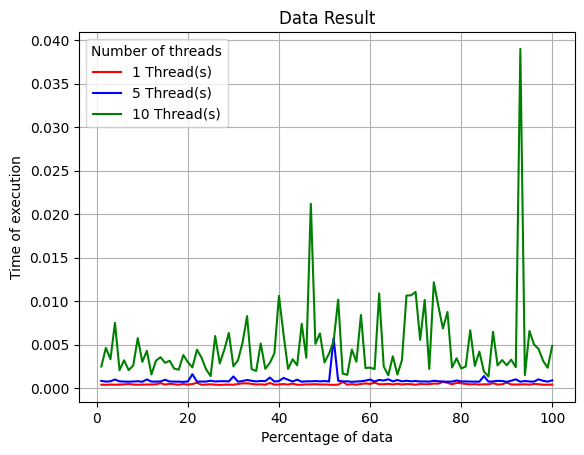 Data Result
Number of threads
1 Thread(s)
5 Thread(s)
10 Thread(s)
Time of execution
0.040
0.035
0.030
0.025
0.020
0.015
0.010
0.005
0.000
0 20 40 60 80 100
Percentage of data